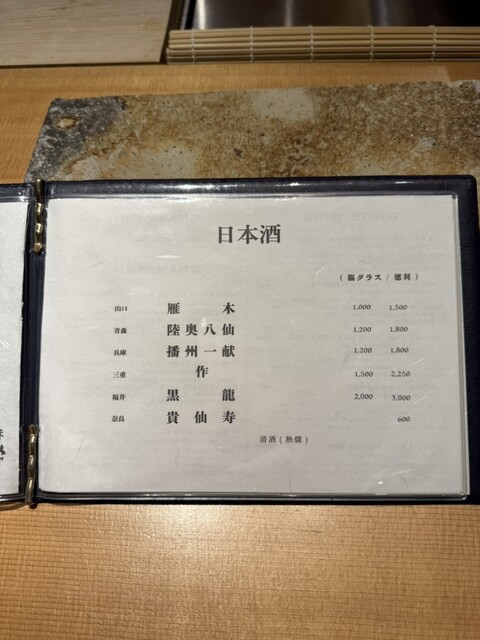 日本酒
(錫グラス / 徳利)
山口 雁木 1,000 1,500
青森 陸奥八仙 1,200 1,800
兵庫 播州一献 1,200 1,800
三重 作 1,500 2,250
福井 黒龍 2,000 3,000
奈良 貴仙寿 600
清酒(熱燗)